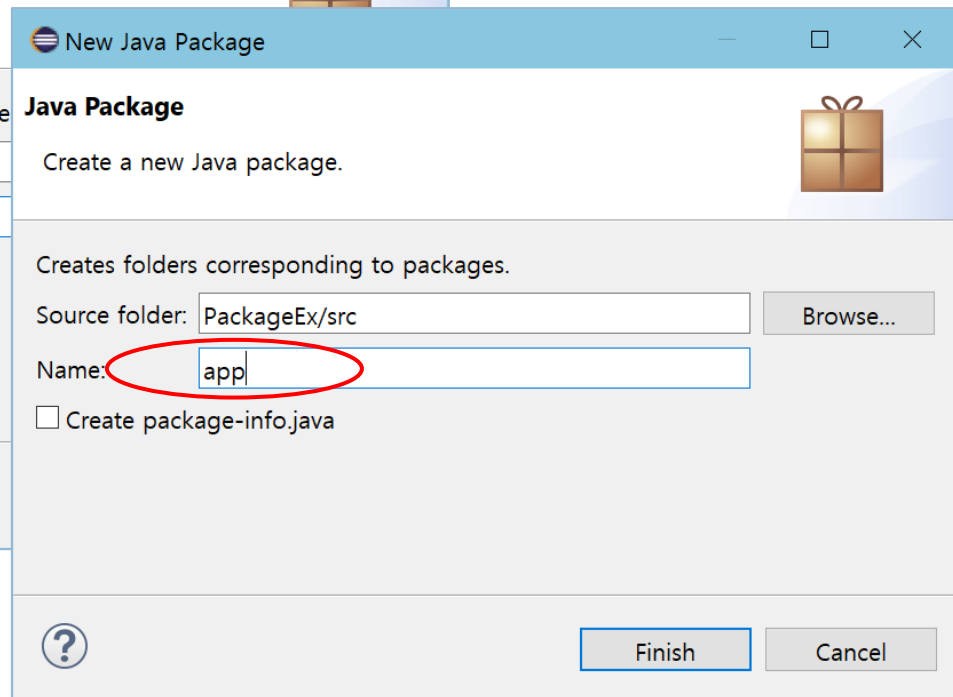 New Java Package
e
Java Package
Create a new Java package.
Creates folders corresponding to packages.
Source folder: PackageEx/src Browse...
Name: app
Create package-info.java
? Finish Cancel